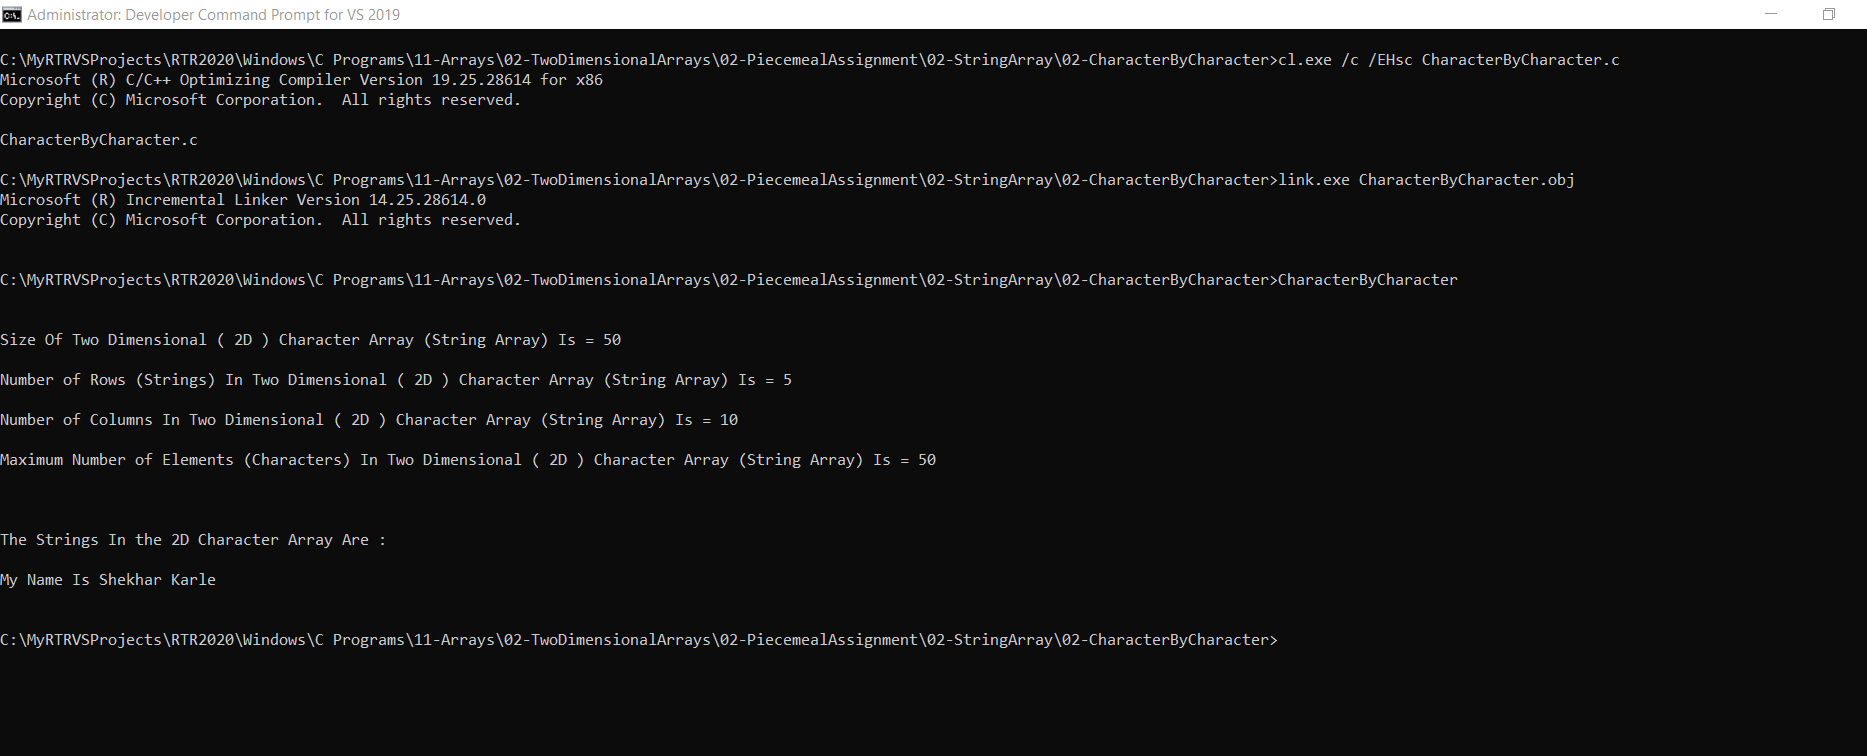 Administrator: Developer Command Prompt for VS 2019
C:\MyRTRVSProjects\RTR2020\Windows\C Programs\11-Arrays\02-TwoDimensionalArrays\02-PiecemealAssignment\02-StringArray\02-CharacterByCharacter>cl.exe /c /EHsc CharacterByCharacter.c
Microsoft (R) C/C++ Optimizing Compiler Version 19.25.28614 for x86
Copyright (C) Microsoft Corporation.  All rights reserved.
CharacterByCharacter.c
C:\MyRTRVSProjects\RTR2020\Windows\C Programs\11-Arrays\02-TwoDimensionalArrays\02-PiecemealAssignment\02-StringArray\02-CharacterByCharacter>link.exe CharacterByCharacter.obj
Microsoft (R) Incremental Linker Version 14.25.28614.0
Copyright (C) Microsoft Corporation.  All rights reserved.
C:\MyRTRVSProjects\RTR2020\Windows\C Programs\11-Arrays\02-TwoDimensionalArrays\02-PiecemealAssignment\02-StringArray\02-CharacterByCharacter>CharacterByCharacter
Size Of Two Dimensional ( 2D ) Character Array (String Array) Is = 50
Number of Rows (Strings) In Two Dimensional ( 2D ) Character Array (String Array) Is = 5
Number of Columns In Two Dimensional ( 2D ) Character Array (String Array) Is = 10
Maximum Number of Elements (Characters) In Two Dimensional ( 2D ) Character Array (String Array) Is = 50
The Strings In the 2D Character Array Are :
My Name Is Shekhar Karle
C:\MyRTRVSProjects\RTR2020\Windows\C Programs\11-Arrays\02-TwoDimensionalArrays\02-PiecemealAssignment\02-StringArray\02-CharacterByCharacter>